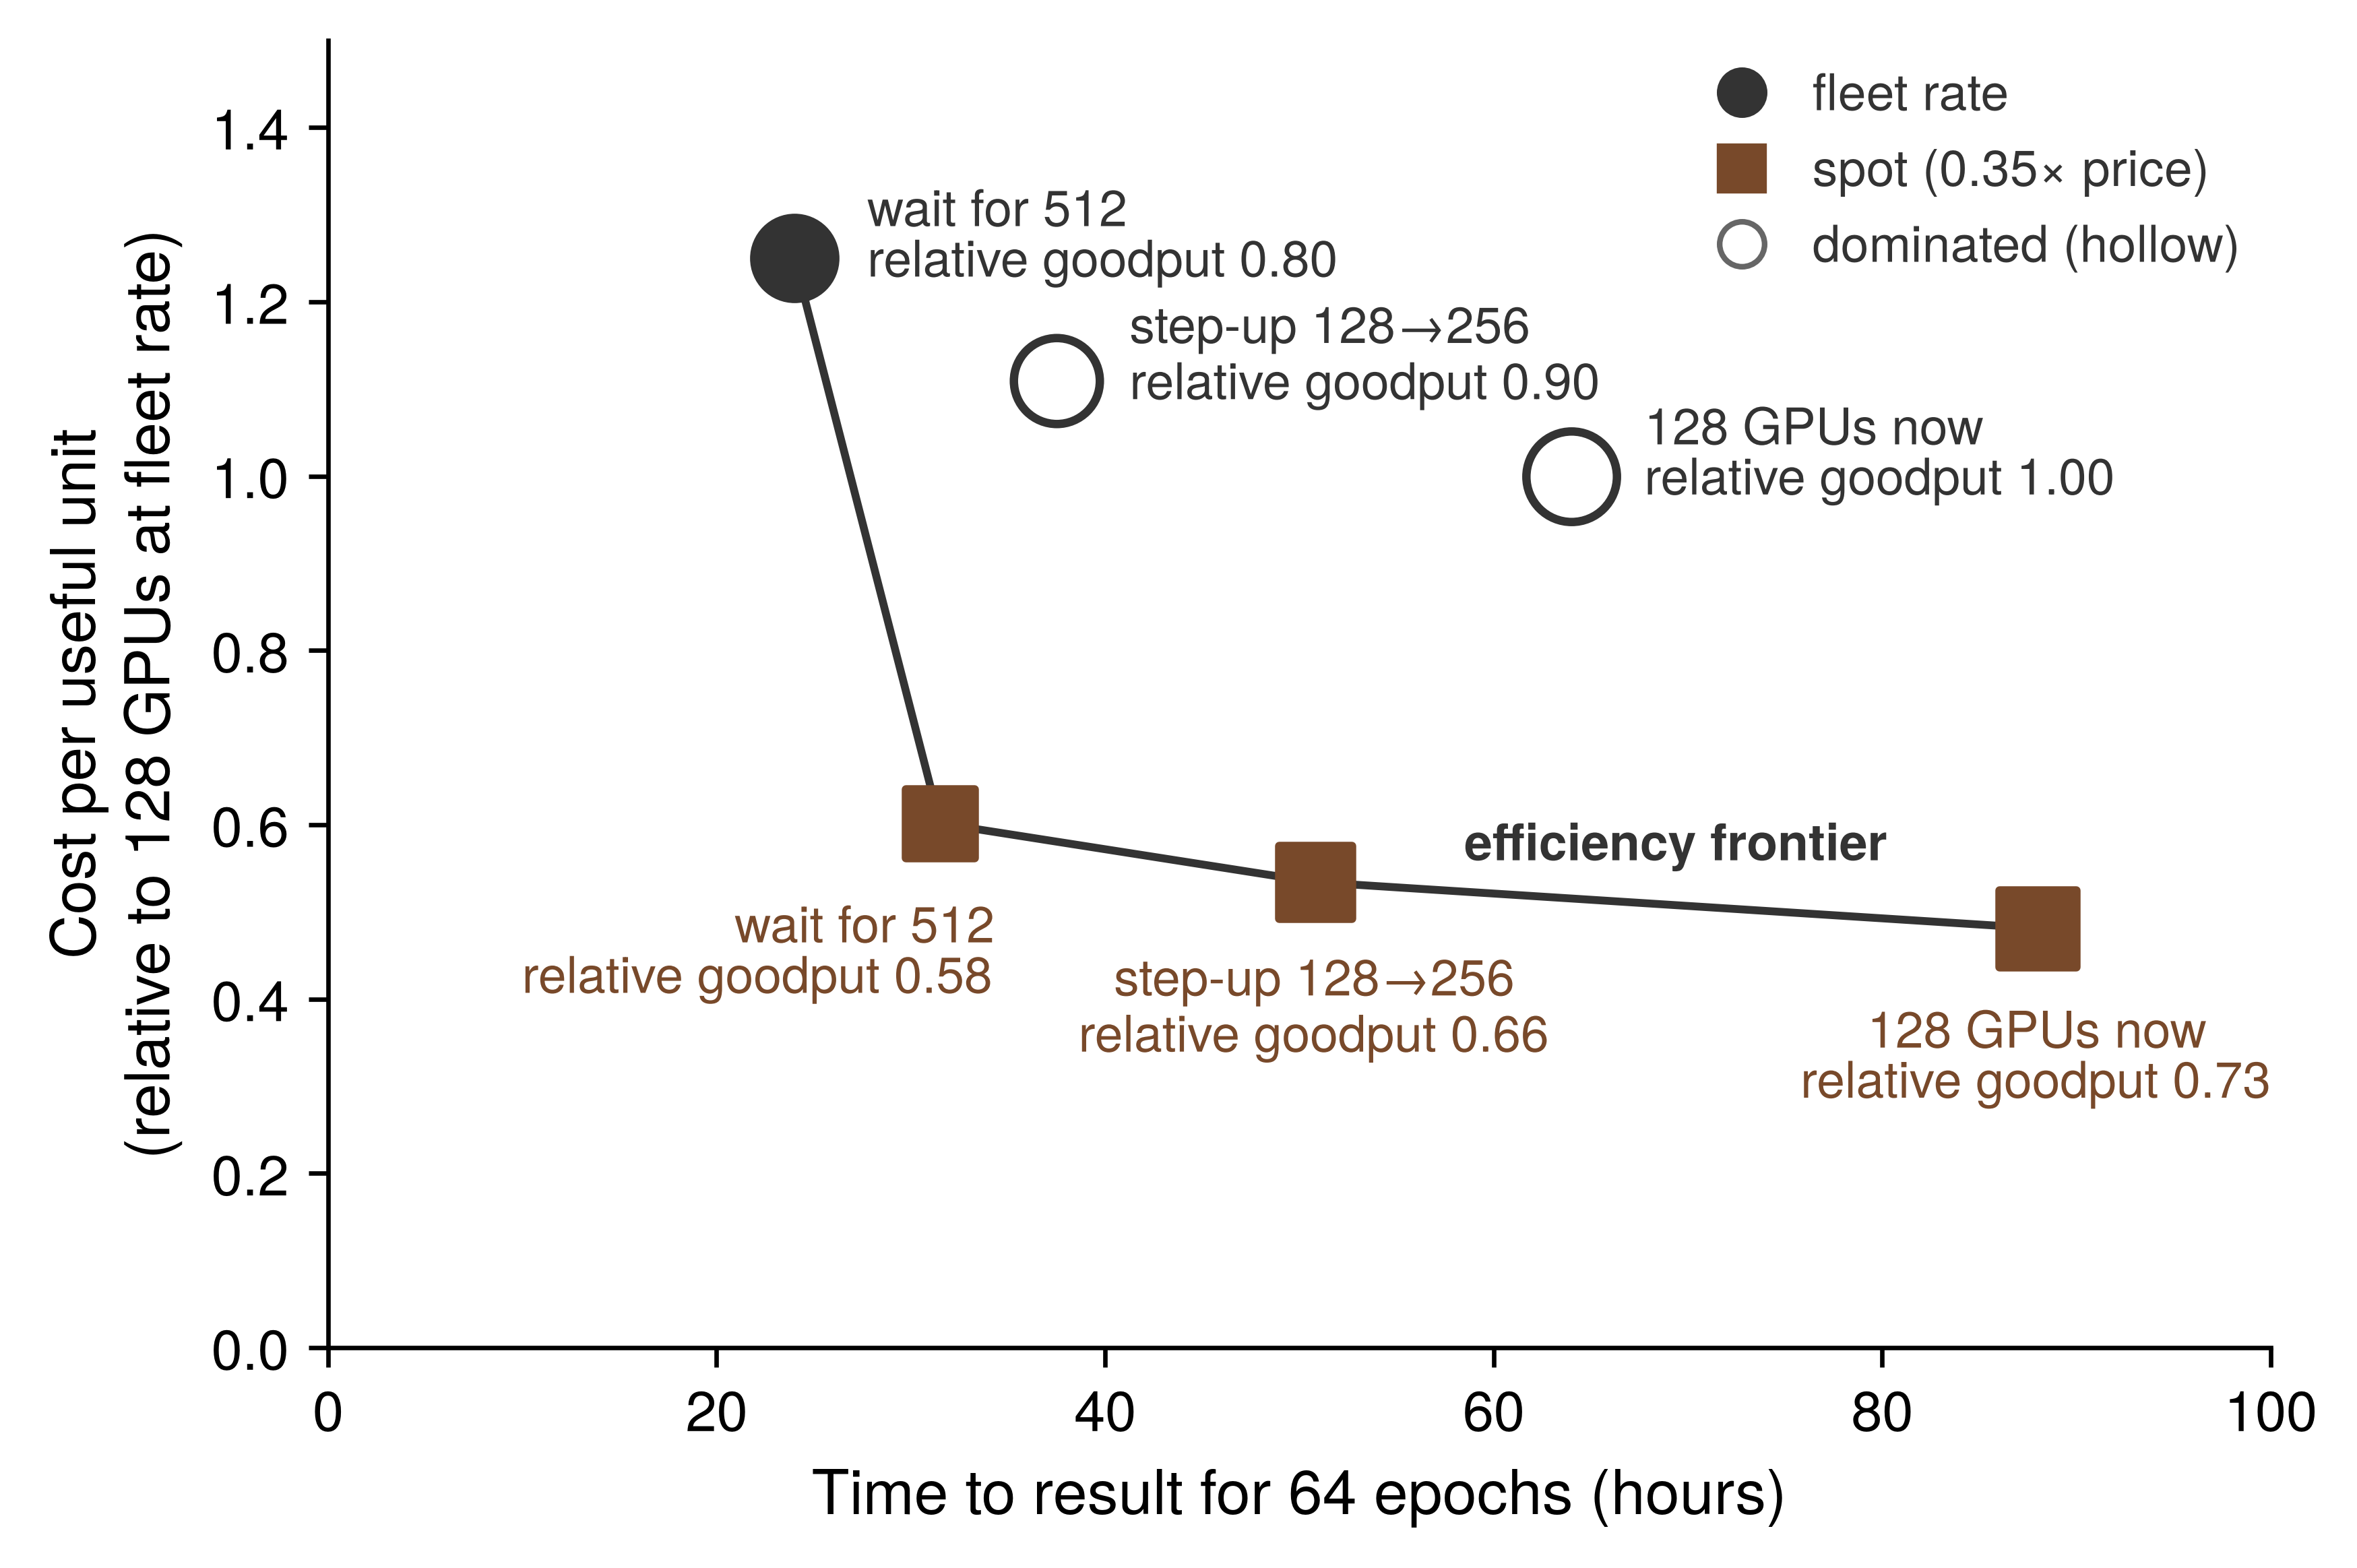 fleet rate
spot (0.35× price)
dominated (hollow)
wait for 512
relative goodput 0.80
step-up 128→256
relative goodput 0.90
128 GPUs now
relative goodput 1.00
efficiency frontier
wait for 512
relative goodput 0.58
step-up 128→256
relative goodput 0.66
128 GPUs now
relative goodput 0.73
Cost per useful unit
(relative to 128 GPUs at fleet rate)
1.4
1.2
1.0
0.8
0.6
0.4
0.2
0.0
0 20 40 60 80 100
Time to result for 64 epochs (hours)